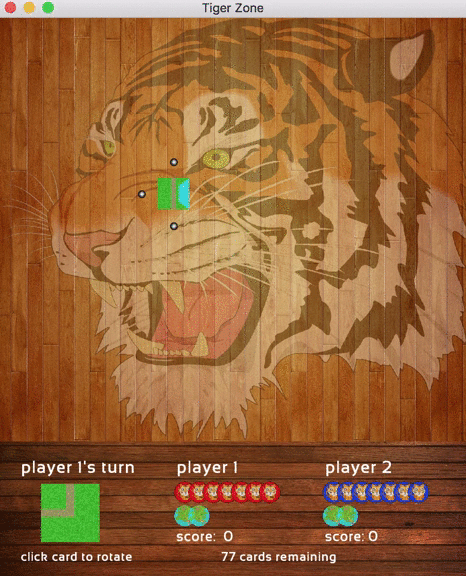 Tiger Zone
player 1's turn
player 1
player 2
score: 0
score: 0
click card to rotate
77 cards remaining